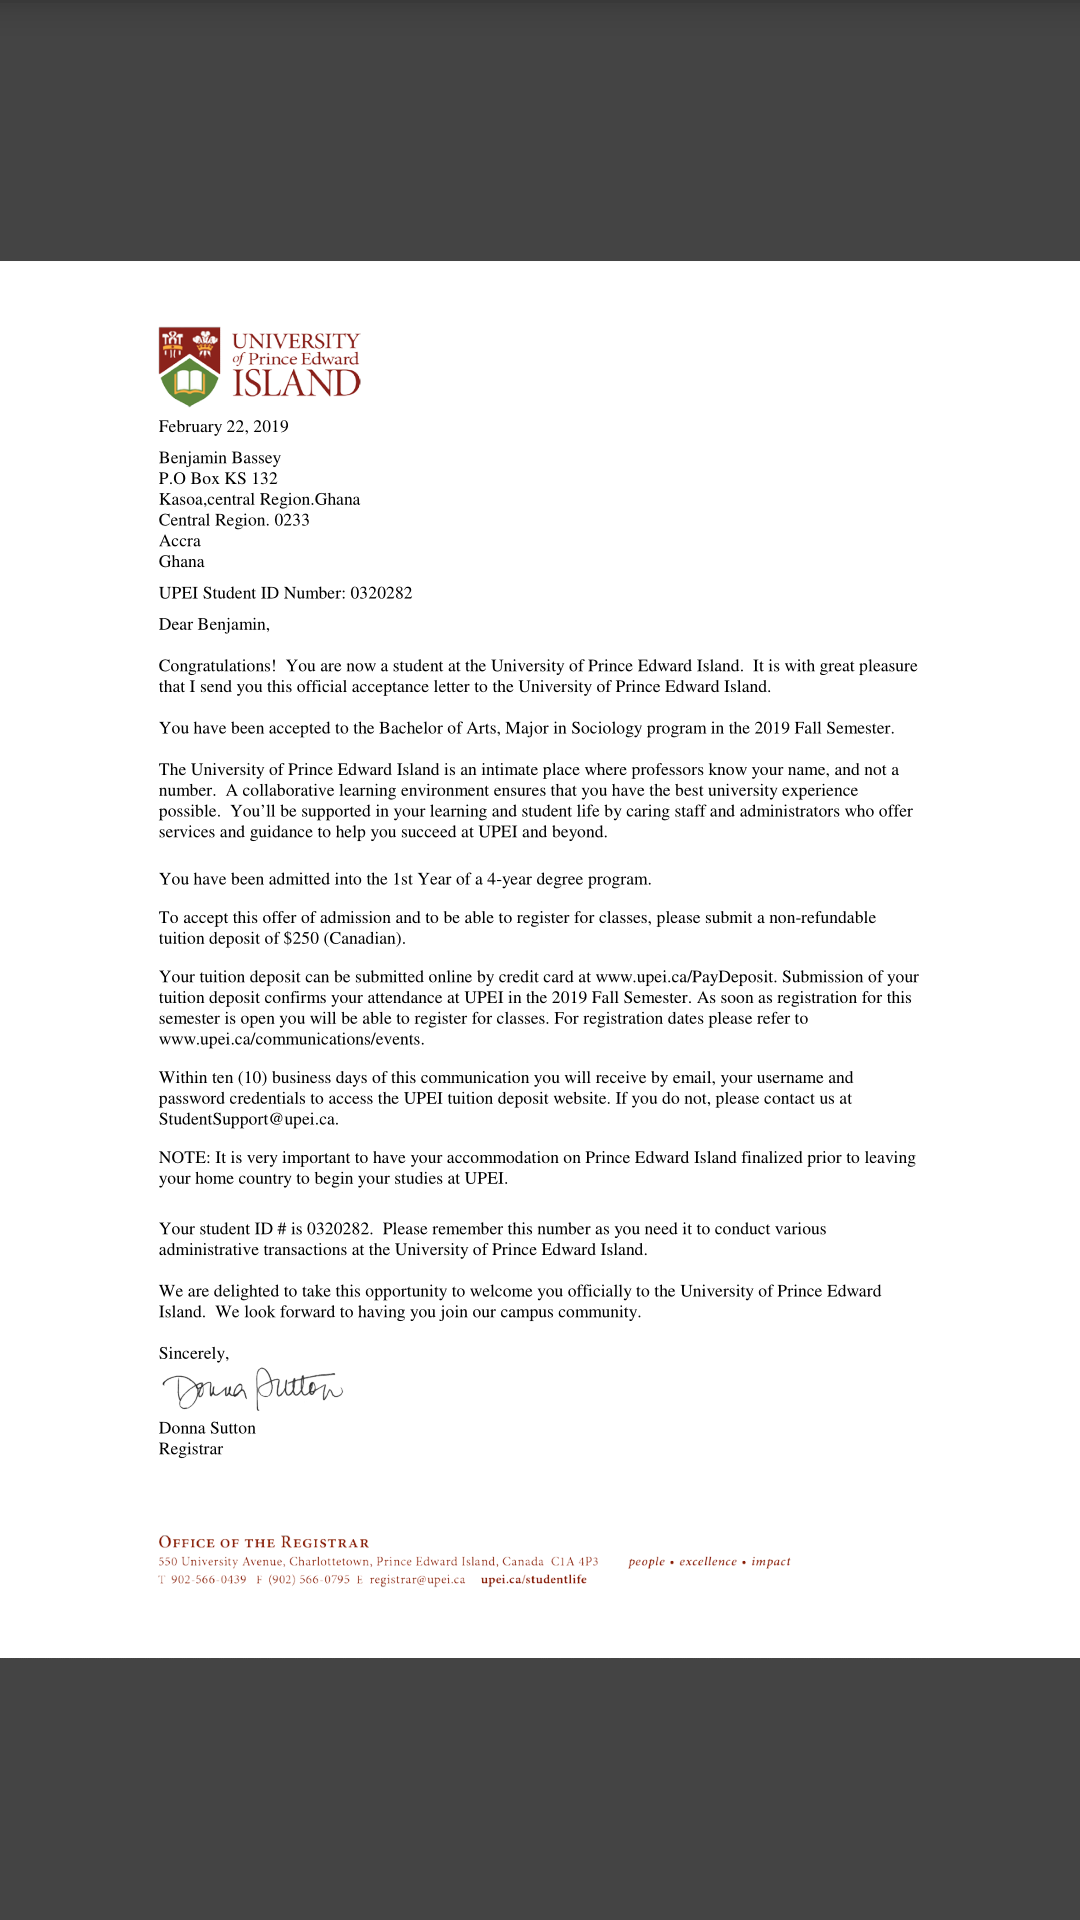 UNIVERSITY
of Prince Edward
ISLAND
February 22, 2019
Benjamin Bassey
P.O Box KS 132
Kasoa,central Region.Ghana
Central Region. 0233
Accra
Ghana
UPEI Student ID Number: 0320282
Dear Benjamin,
Congratulations!  You are now a student at the University of Prince Edward Island.  It is with great pleasure
that I send you this official acceptance letter to the University of Prince Edward Island.
You have been accepted to the Bachelor of Arts, Major in Sociology program in the 2019 Fall Semester.
The University of Prince Edward Island is an intimate place where professors know your name, and not a
number.  A collaborative learning environment ensures that you have the best university experience
possible.  You’ll be supported in your learning and student life by caring staff and administrators who offer
services and guidance to help you succeed at UPEI and beyond.
You have been admitted into the 1st Year of a 4-year degree program.
To accept this offer of admission and to be able to register for classes, please submit a non-refundable
tuition deposit of $250 (Canadian).
Your tuition deposit can be submitted online by credit card at www.upei.ca/PayDeposit. Submission of your
tuition deposit confirms your attendance at UPEI in the 2019 Fall Semester. As soon as registration for this
semester is open you will be able to register for classes. For registration dates please refer to
www.upei.ca/communications/events.
Within ten (10) business days of this communication you will receive by email, your username and
password credentials to access the UPEI tuition deposit website. If you do not, please contact us at
StudentSupport@upei.ca.
NOTE: It is very important to have your accommodation on Prince Edward Island finalized prior to leaving
your home country to begin your studies at UPEI.
Your student ID # is 0320282.  Please remember this number as you need it to conduct various
administrative transactions at the University of Prince Edward Island.
We are delighted to take this opportunity to welcome you officially to the University of Prince Edward
Island.  We look forward to having you join our campus community.
Sincerely,
Donna Sutton
Donna Sutton
Registrar
OFFICE OF THE REGISTRAR
550 University Avenue, Charlottetown, Prince Edward Island, Canada  C1A 4P3 people • excellence • impact
T 902-566-0439  F (902) 566-0795  E registrar@upei.ca  upei.ca/studentlife